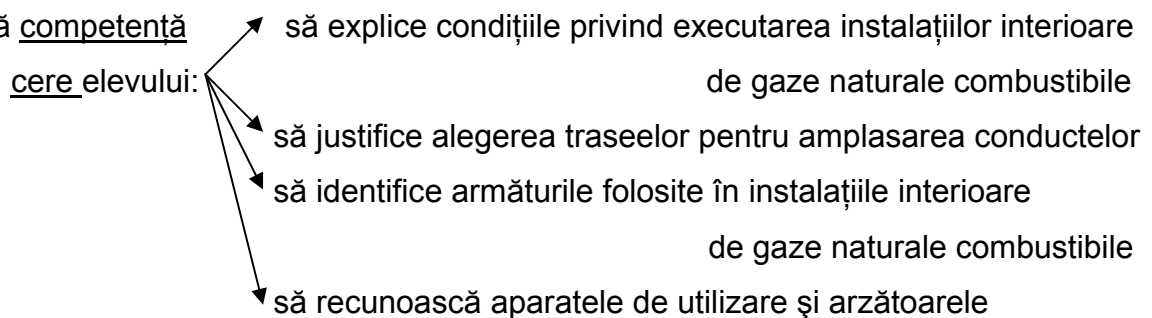 ă competență să explice condițiile privind executarea instalațiilor interioare
cere elevului: de gaze naturale combustibile
să justifice alegerea traseelor pentru amplasarea conductelor
să identifice armăturile folosite în instalațiile interioare
de gaze naturale combustibile
să recunoască aparatele de utilizare şi arzătoarele